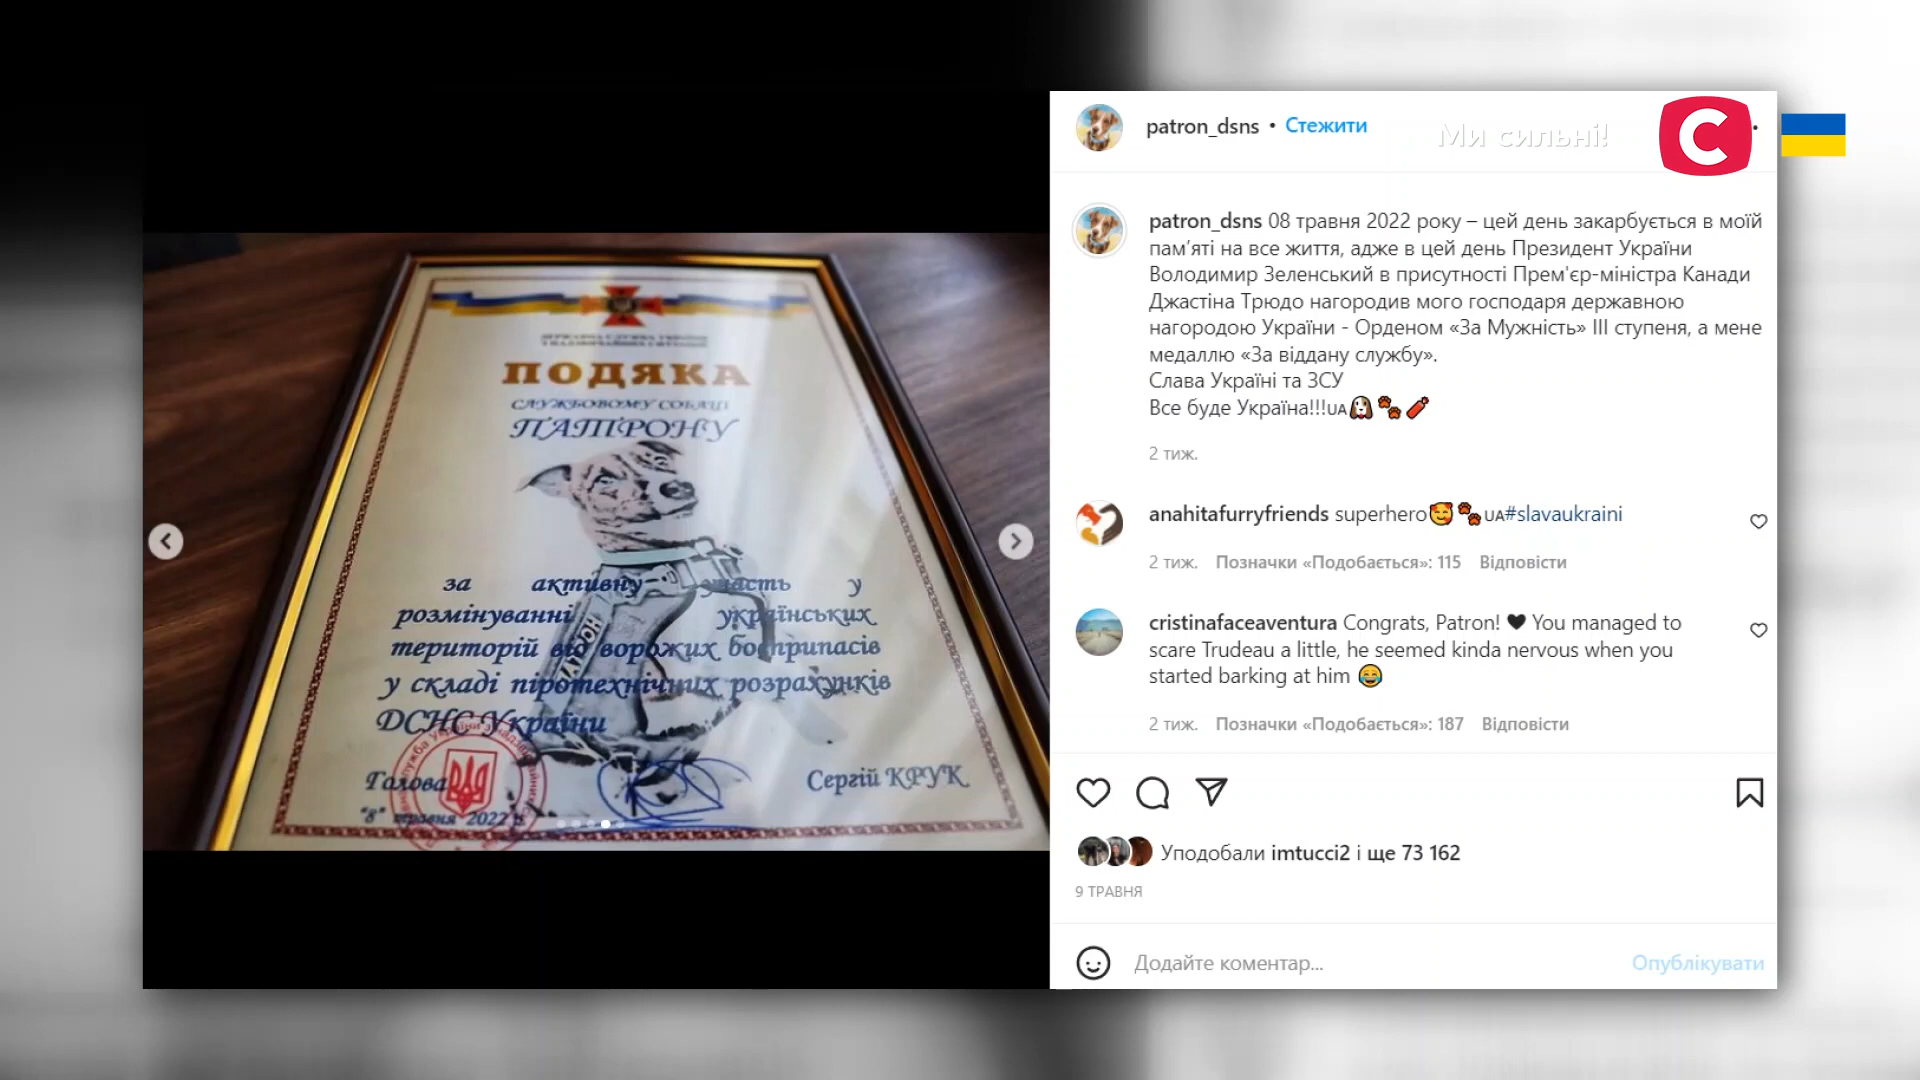 ДЕРЖАВНА СЛУЖБА УКРАЇНИ
З НАДЗВИЧАЙНИХ СИТУАЦІЙ
ПОДЯКА
СЛУЖБОВОМУ СОБАЦІ
ПАТРОНУ
за активну участь у
розмінуванні українських
територій від ворожих боєприпасів
у складі піротехнічних розрахунків
ДСНС України
Голова Сергій КРУК
"8" травня 2022 р.
ПАТРОН
patron_dsns • Стежити
Ми сильні!
C
patron_dsns 08 травня 2022 року – цей день закарбується в моїй
пам’яті на все життя, адже в цей день Президент України
Володимир Зеленський в присутності Прем'єр-міністра Канади
Джастіна Трюдо нагородив мого господаря державною
нагородою України - Орденом «За Мужність» III ступеня, а мене
медаллю «За віддану службу».
Слава Україні та ЗСУ
Все буде Україна!!!🇺🇦🐶🐾🧨
2 тиж.
anahitafurryfriends superhero🥰🐾🇺🇦#slavaukraini
2 тиж. Позначки «Подобається»: 115 Відповісти
cristinafaceaventura Congrats, Patron! 🖤 You managed to
scare Trudeau a little, he seemed kinda nervous when you
started barking at him 😂
2 тиж. Позначки «Подобається»: 187 Відповісти
Уподобали imtucci2 і ще 73 162
9 ТРАВНЯ
Додайте коментар... Опублікувати